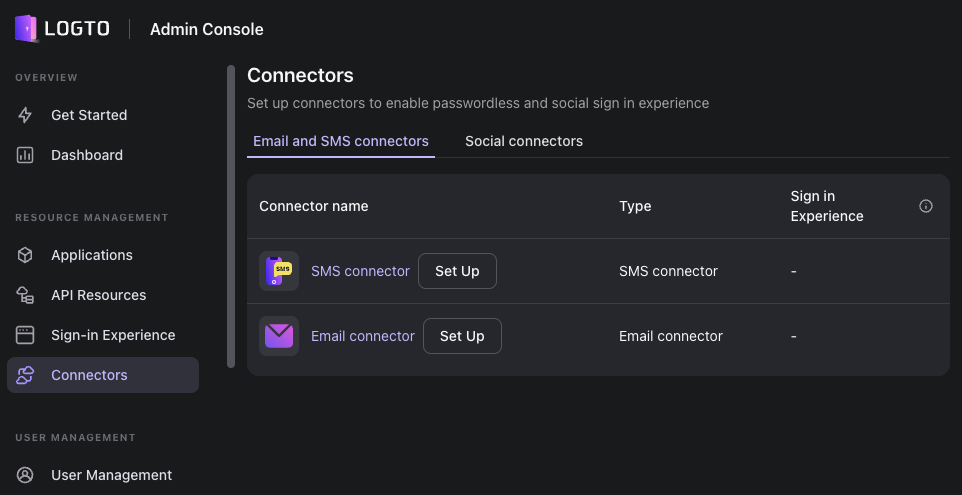 LOGTO
Admin Console
OVERVIEW
Get Started
Dashboard
RESOURCE MANAGEMENT
Applications
API Resources
Sign-in Experience
Connectors
USER MANAGEMENT
User Management
Connectors
Set up connectors to enable passwordless and social sign in experience
Email and SMS connectors
Social connectors
Connector name
Type
Sign in
Experience
SMS
SMS connector
Set Up
SMS connector
-
Email connector
Set Up
Email connector
-